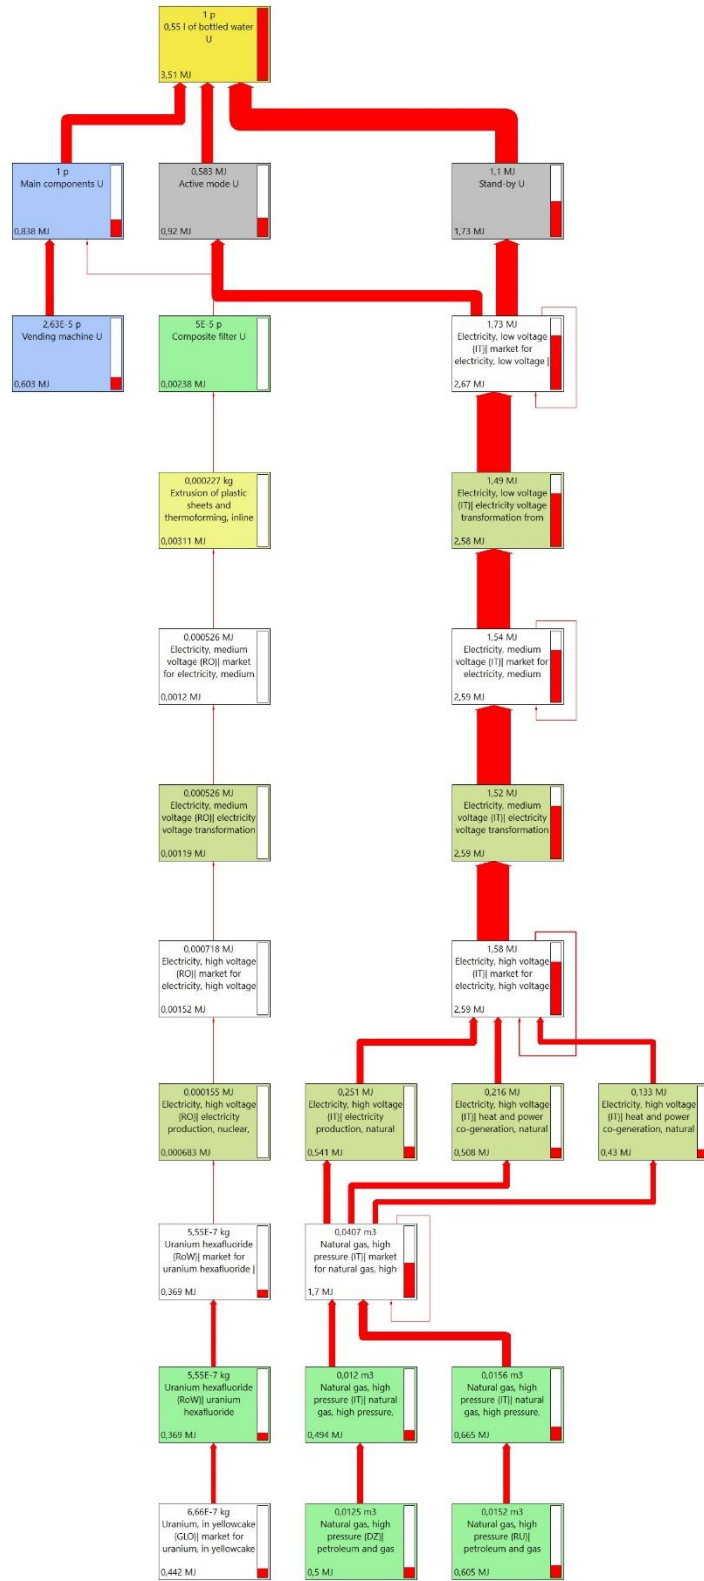 1 p
0,55 l of bottled water
U
3,51 MJ
1 p
Main components U
0,838 MJ
0,583 MJ
Active mode U
0,92 MJ
1,1 MJ
Stand-by U
1,73 MJ
2,63E-5 p
Vending machine U
0,603 MJ
5E-5 p
Composite filter U
0,00238 MJ
1,73 MJ
Electricity, low voltage
{IT}| market for
electricity, low voltage |
2,67 MJ
0,000227 kg
Extrusion of plastic
sheets and
thermoforming, inline
0,00311 MJ
1,49 MJ
Electricity, low voltage
{IT}| electricity voltage
transformation from
2,58 MJ
0,000526 MJ
Electricity, medium
voltage {RO}| market
for electricity, medium
0,0012 MJ
1,54 MJ
Electricity, medium
voltage {IT}| market for
electricity, medium
2,59 MJ
0,000526 MJ
Electricity, medium
voltage {RO}| electricity
voltage transformation
0,00119 MJ
1,52 MJ
Electricity, medium
voltage {IT}| electricity
voltage transformation
2,59 MJ
0,000718 MJ
Electricity, high voltage
{RO}| market for
electricity, high voltage
0,00152 MJ
1,58 MJ
Electricity, high voltage
{IT}| market for
electricity, high voltage
2,59 MJ
0,000155 MJ
Electricity, high voltage
{RO}| electricity
production, nuclear,
0,000683 MJ
0,251 MJ
Electricity, high voltage
{IT}| electricity
production, natural
0,541 MJ
0,216 MJ
Electricity, high voltage
{IT}| heat and power
co-generation, natural
0,508 MJ
0,133 MJ
Electricity, high voltage
{IT}| heat and power
co-generation, natural
0,43 MJ
5,55E-7 kg
Uranium hexafluoride
{RoW}| market for
uranium hexafluoride |
0,369 MJ
0,0407 m3
Natural gas, high
pressure {IT}| market
for natural gas, high
1,7 MJ
5,55E-7 kg
Uranium hexafluoride
{RoW}| uranium
hexafluoride
0,369 MJ
0,012 m3
Natural gas, high
pressure {IT}| natural
gas, high pressure,
0,494 MJ
0,0156 m3
Natural gas, high
pressure {IT}| natural
gas, high pressure,
0,665 MJ
6,66E-7 kg
Uranium, in yellowcake
{GLO}| market for
uranium, in yellowcake
0,442 MJ
0,0125 m3
Natural gas, high
pressure {DZ}|
petroleum and gas
0,5 MJ
0,0152 m3
Natural gas, high
pressure {RU}|
petroleum and gas
0,605 MJ